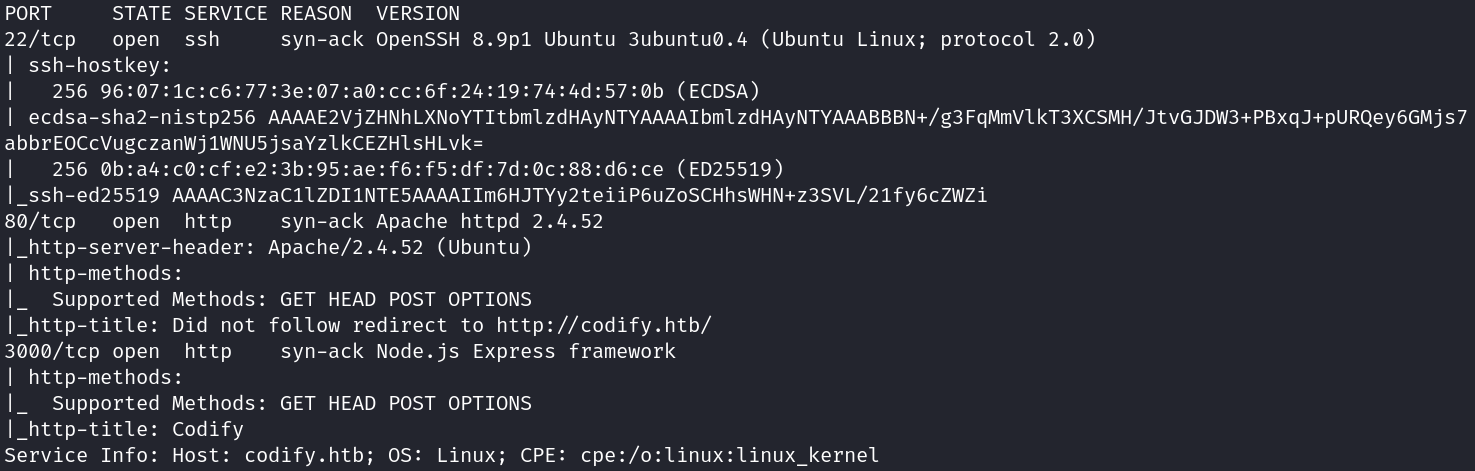 PORT     STATE SERVICE REASON  VERSION
22/tcp   open  ssh     syn-ack OpenSSH 8.9p1 Ubuntu 3ubuntu0.4 (Ubuntu Linux; protocol 2.0)
| ssh-hostkey:
|   256 96:07:1c:c6:77:3e:07:a0:cc:6f:24:19:74:4d:57:0b (ECDSA)
| ecdsa-sha2-nistp256 AAAAE2VjZHNhLXNoYTItbmlzdHAyNTYAAAAIbmlzdHAyNTYAAABBBN+/g3FqMmVlkT3XCSMH/JtvGJDW3+PBxqJ+pURQey6GMjs7
abbrEOCcVugczanWj1WNU5jsaYzlkCEZHlsHLvk=
|   256 0b:a4:c0:cf:e2:3b:95:ae:f6:f5:df:7d:0c:88:d6:ce (ED25519)
|_ssh-ed25519 AAAAC3NzaC1lZDI1NTE5AAAAIIm6HJTYy2teiiP6uZoSCHhsWHN+z3SVL/21fy6cZWZi
80/tcp   open  http    syn-ack Apache httpd 2.4.52
|_http-server-header: Apache/2.4.52 (Ubuntu)
| http-methods:
|_  Supported Methods: GET HEAD POST OPTIONS
|_http-title: Did not follow redirect to http://codify.htb/
3000/tcp open  http    syn-ack Node.js Express framework
| http-methods:
|_  Supported Methods: GET HEAD POST OPTIONS
|_http-title: Codify
Service Info: Host: codify.htb; OS: Linux; CPE: cpe:/o:linux:linux_kernel